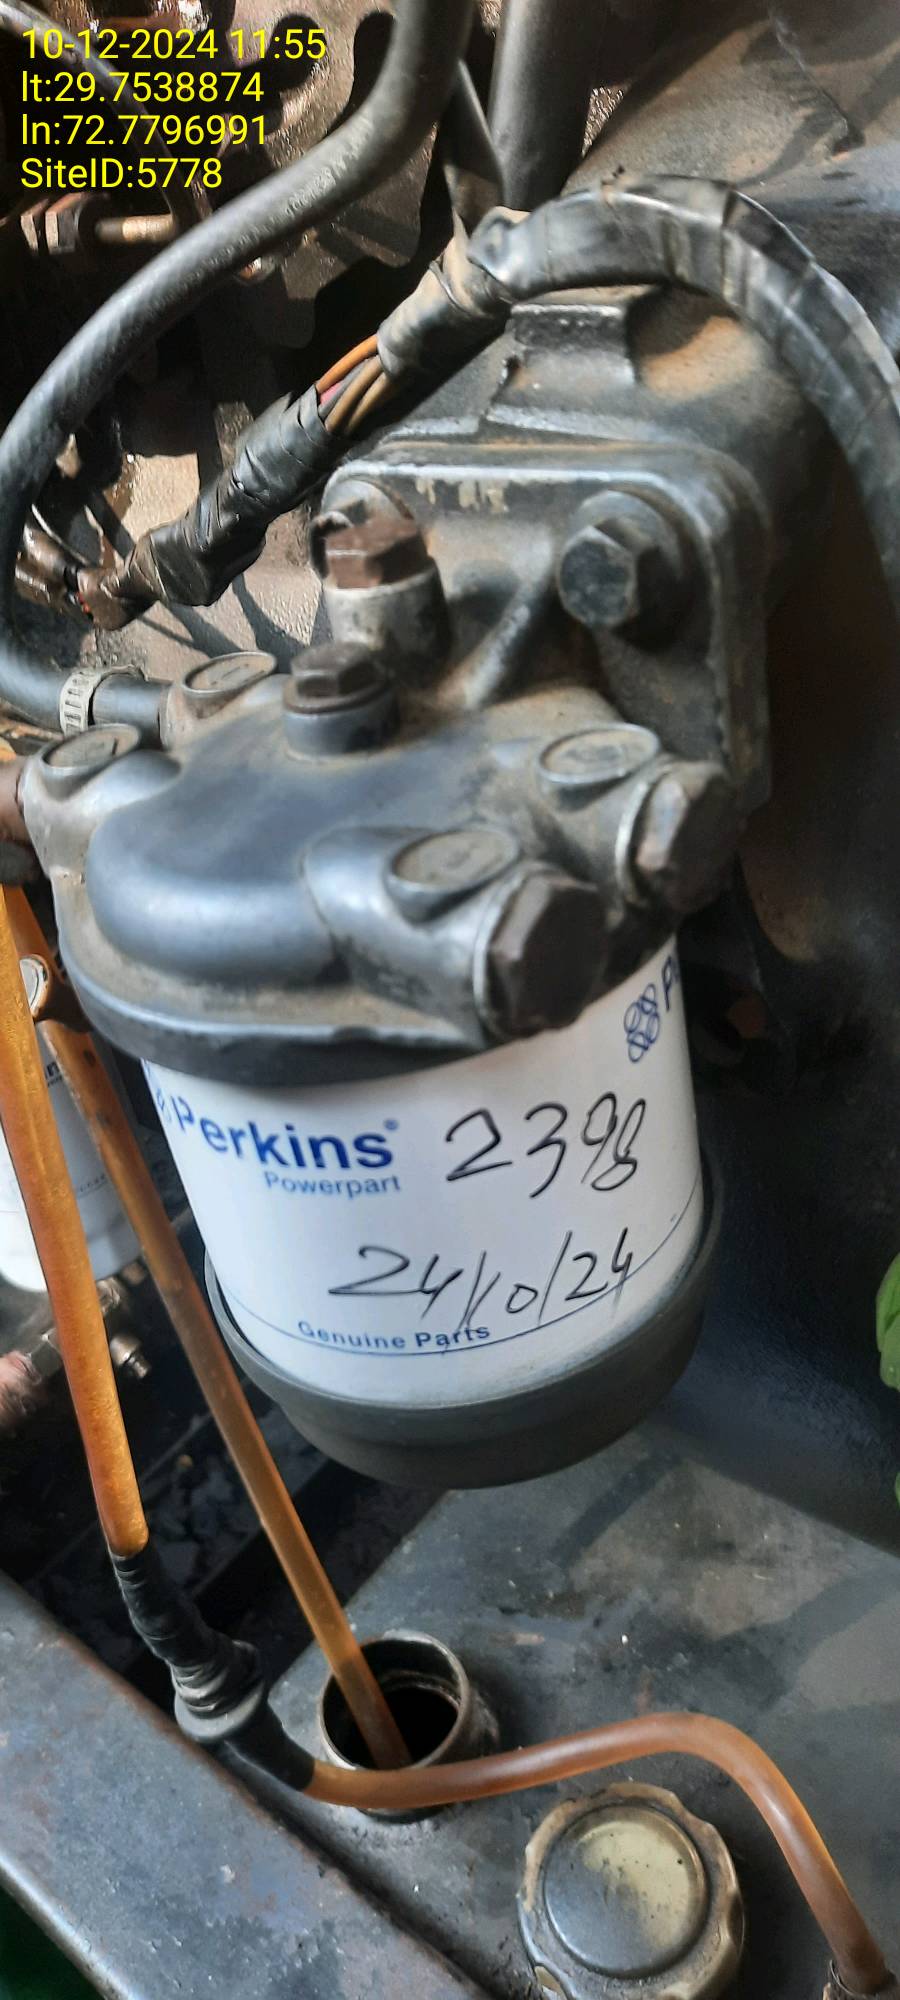 10-12-2024 11:55
lt:29.7538874
ln:72.7796991
SiteID:5778
Perkins®
Powerpart
2398
24/10/24
Genuine Parts